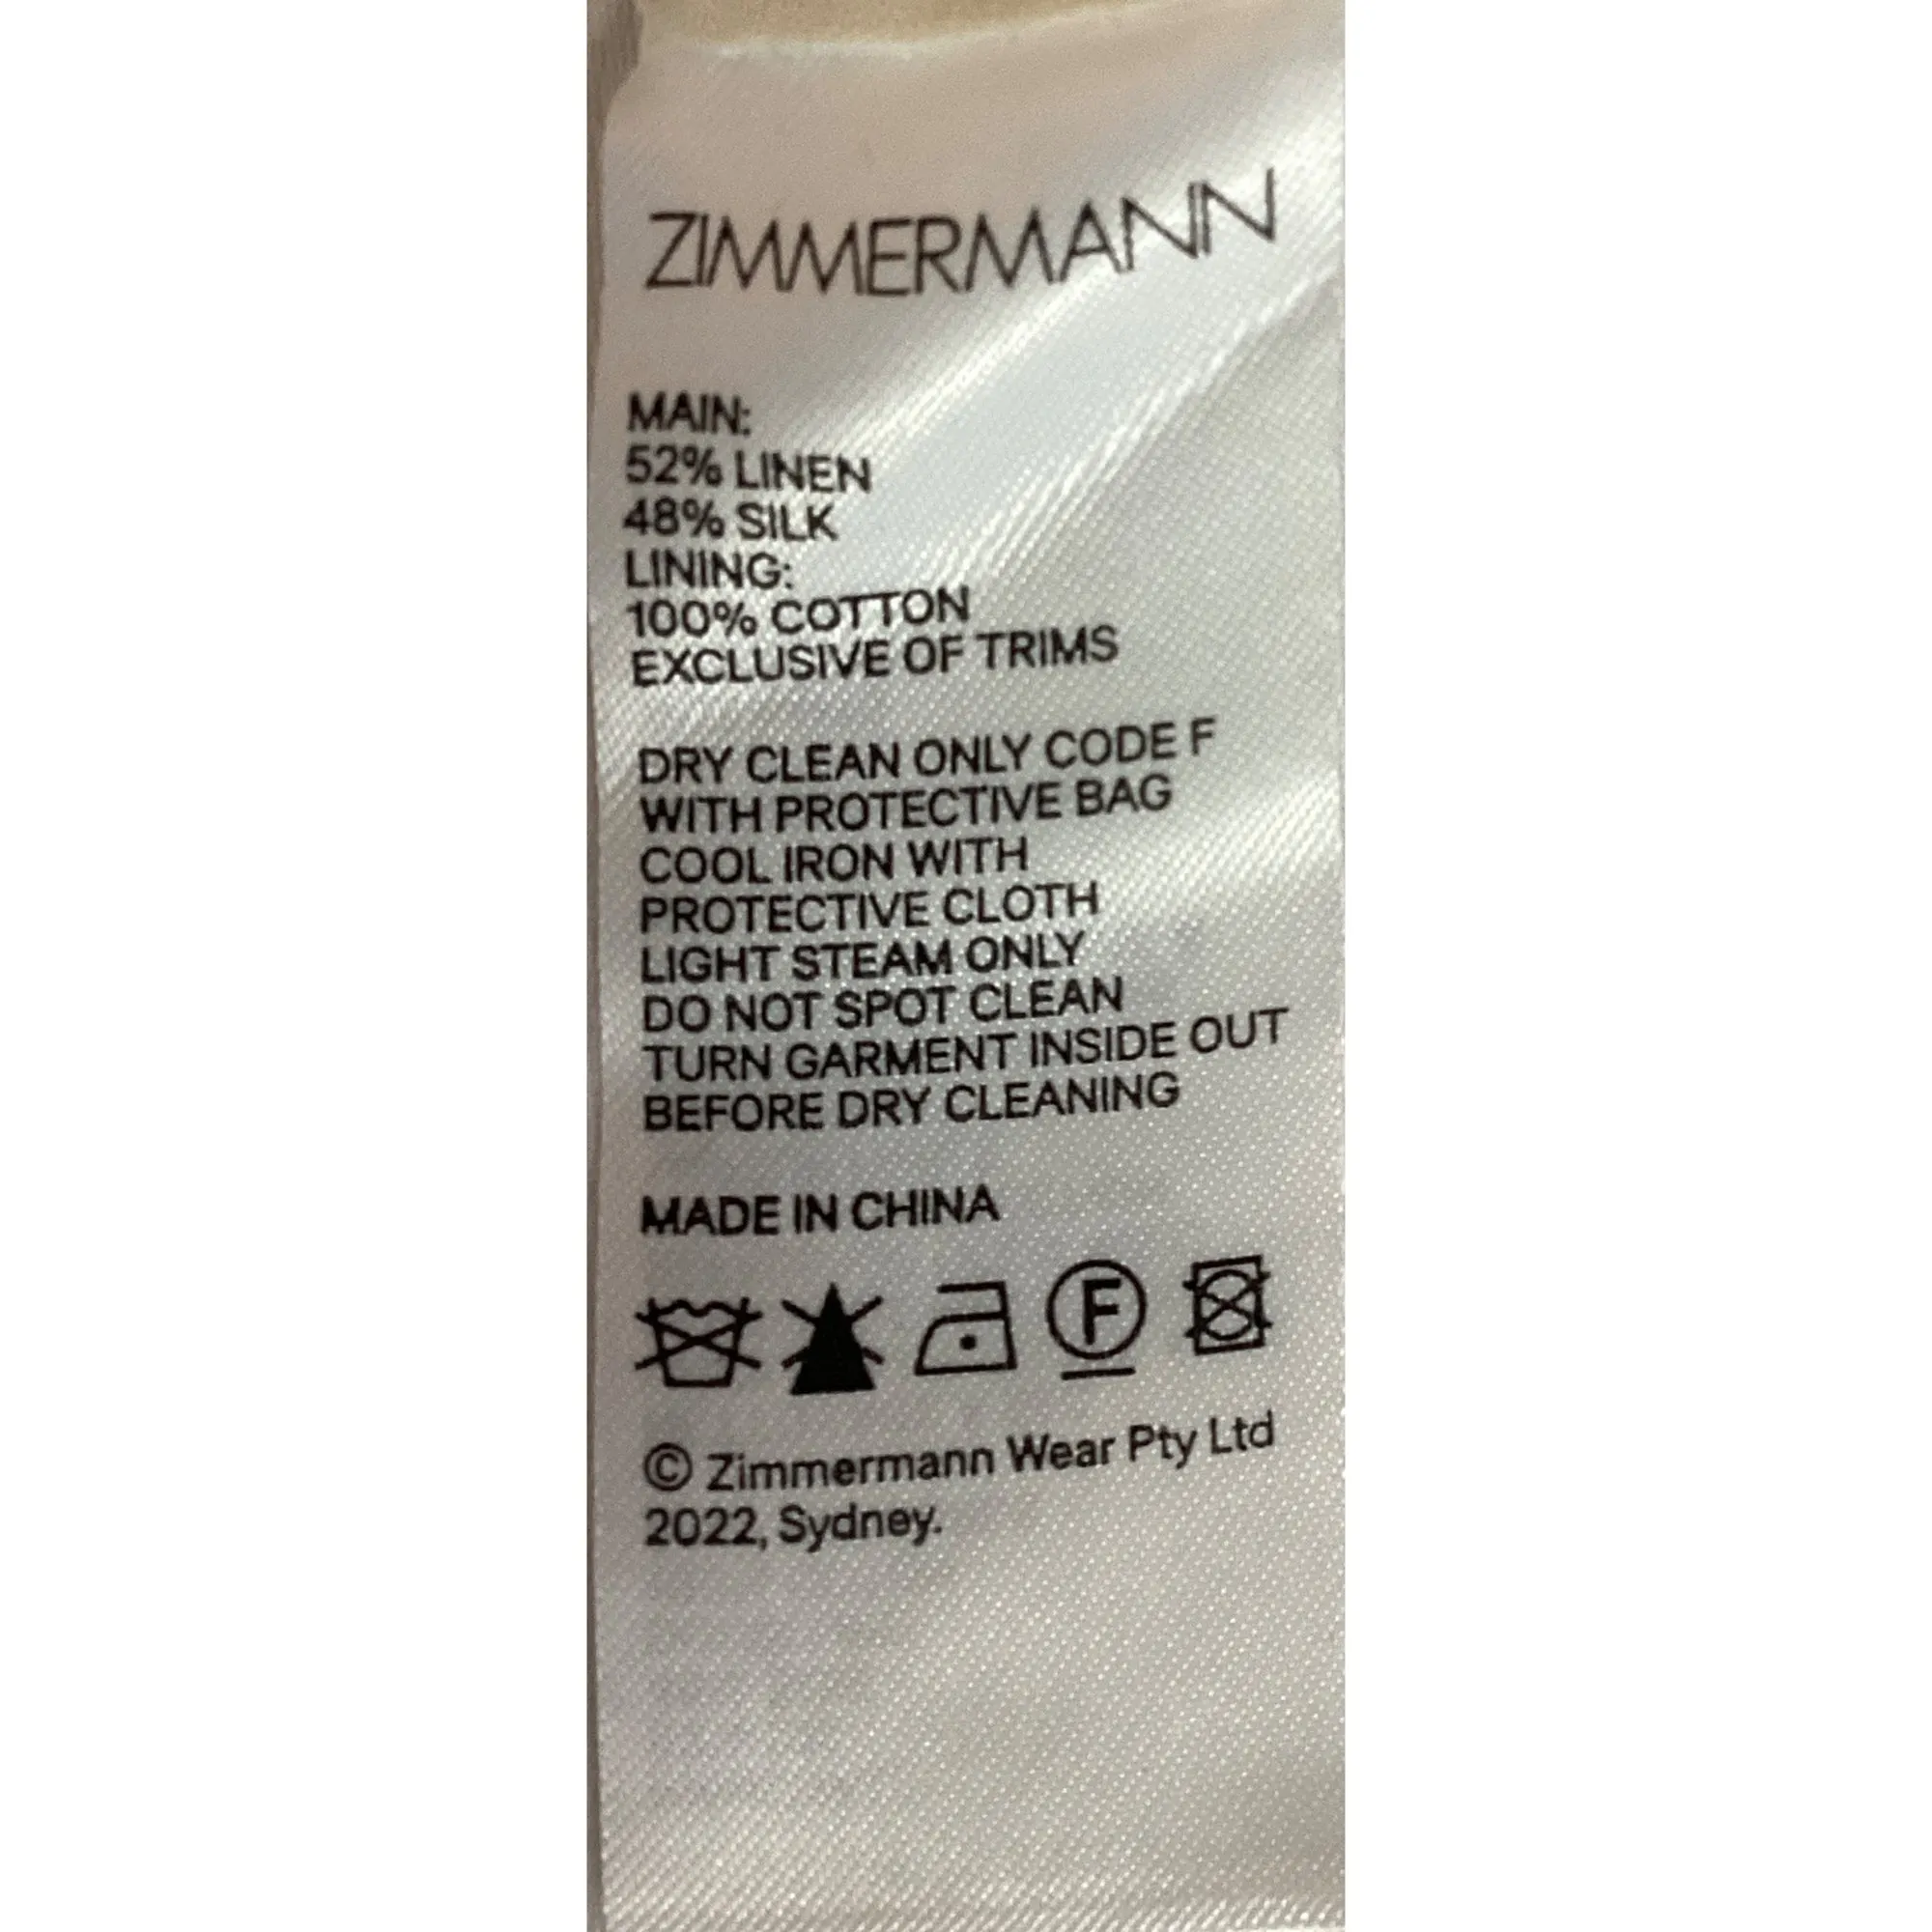 ZIMMERMANN
MAIN:
52% LINEN
48% SILK
LINING:
100% COTTON
EXCLUSIVE OF TRIMS
DRY CLEAN ONLY CODE F
WITH PROTECTIVE BAG
COOL IRON WITH
PROTECTIVE CLOTH
LIGHT STEAM ONLY
DO NOT SPOT CLEAN
TURN GARMENT INSIDE OUT
BEFORE DRY CLEANING
MADE IN CHINA
F
© Zimmermann Wear Pty Ltd
2022, Sydney.